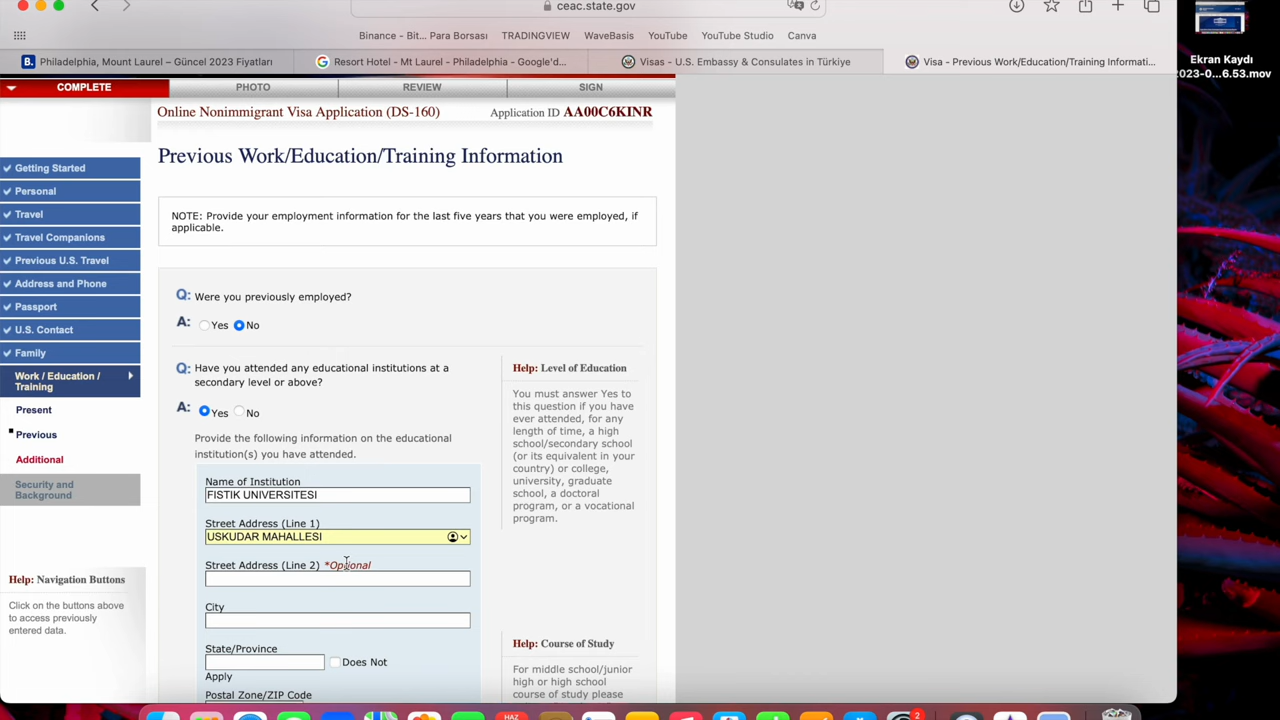 ceac.state.gov
Binance - Bit... Para Borsası
TRADINGVIEW
WaveBasis
YouTube
YouTube Studio
Canva
Philadelphia, Mount Laurel – Güncel 2023 Fiyatları
Resort Hotel - Mt Laurel - Philadelphia - Google'd...
Visas - U.S. Embassy & Consulates in Türkiye
Visa - Previous Work/Education/Training Informati...
Ekran Kaydı
2023-0...6.53.mov
COMPLETE
PHOTO
REVIEW
SIGN
Online Nonimmigrant Visa Application (DS-160)
Application ID AA00C6KINR
Previous Work/Education/Training Information
NOTE: Provide your employment information for the last five years that you were employed, if
applicable.
Getting Started
Personal
Travel
Travel Companions
Previous U.S. Travel
Address and Phone
Passport
U.S. Contact
Family
Work / Education /
Training
Present
Previous
Additional
Security and
Background
Help: Navigation Buttons
Click on the buttons above
to access previously
entered data.
Q: Were you previously employed?
A: Yes No
Q: Have you attended any educational institutions at a
secondary level or above?
A: Yes No
Provide the following information on the educational
institution(s) you have attended.
Name of Institution
FISTIK UNIVERSITESI
Street Address (Line 1)
USKUDAR MAHALLESI
Street Address (Line 2) *Optional
City
State/Province
Does Not
Apply
Postal Zone/ZIP Code
Help: Level of Education
You must answer Yes to
this question if you have
ever attended, for any
length of time, a high
school/secondary school
(or its equivalent in your
country) or college,
university, graduate
school, a doctoral
program, or a vocational
program.
Help: Course of Study
For middle school/junior
high or high school
course of study please
HAZ
2